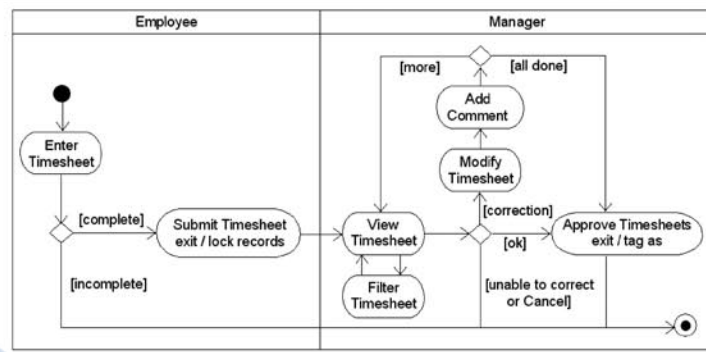 Employee
Manager
[more]
[all done]
Add
Comment
Enter
Timesheet
Modify
Timesheet
[complete]
Submit Timesheet
exit / lock records
View
Timesheet
[correction]
[ok]
Approve Timesheets
exit / tag as
[incomplete]
Filter
Timesheet
[unable to correct
or Cancel]